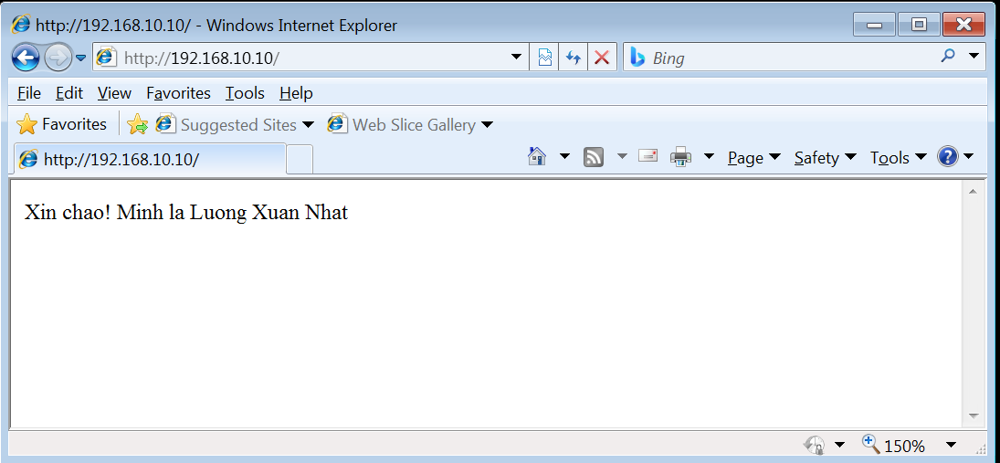 http://192.168.10.10/ - Windows Internet Explorer
http://192.168.10.10/
Bing
File Edit View Favorites Tools Help
Favorites Suggested Sites Web Slice Gallery
http://192.168.10.10/ Page Safety Tools
Xin chao! Minh la Luong Xuan Nhat
150%